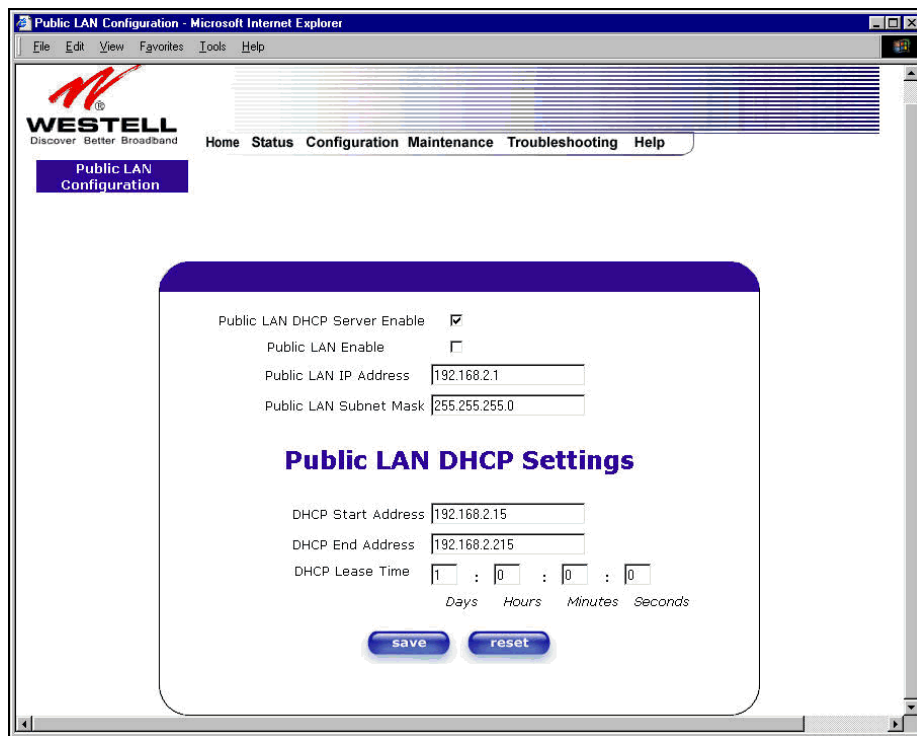 Public LAN Configuration - Microsoft Internet Explorer
File Edit View Favorites Tools Help
®
WESTELL
Discover Better Broadband
Home Status Configuration Maintenance Troubleshooting Help
Public LAN
Configuration
Public LAN DHCP Server Enable
Public LAN Enable
Public LAN IP Address 192.168.2.1
Public LAN Subnet Mask 255.255.255.0
Public LAN DHCP Settings
DHCP Start Address 192.168.2.15
DHCP End Address 192.168.2.215
DHCP Lease Time 1 : 0 : 0 : 0
Days Hours Minutes Seconds
save reset